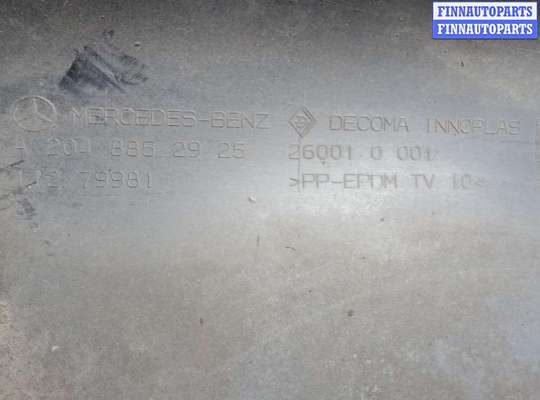 FINNAUTOPARTS
FINNAUTOPARTS
MERCEDES-BENZ
DECOMA INNOPLAS
A 204 885 29 25
26001 0 001
79981
>PP-EPDM TV 10<